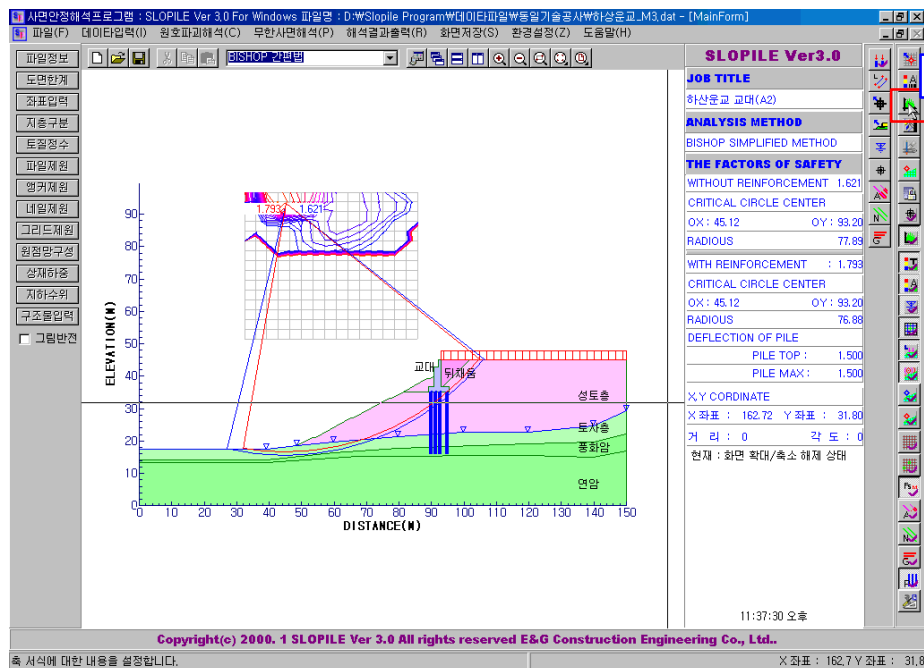 사면안정해석프로그램 : SLOPILE Ver 3.0 For Windows 파일명 : D:₩Slopile Program₩데이타파일₩동일기술공사₩하상운교_M3.dat - [MainForm]
파일(F) 데이타입력(I) 원호파괴해석(C) 무한사면해석(P) 해석결과출력(R) 화면저장(S) 환경설정(Z) 도움말(H)
BISHOP 간편법
파일정보
도면한계
좌표입력
지층구분
토질정수
파일제원
앵커제원
네일제원
그리드제원
원점망구성
상재하중
지하수위
구조물입력
그림반전
ELEVATION(M)
90
80
70
60
50
40
30
20
10
0
1.793
1.621
교대
뒤채움
성토층
토사층
풍화암
연암
0 10 20 30 40 50 60 70 80 90 100 110 120 130 140 150
DISTANCE(M)
SLOPILE Ver3.0
JOB TITLE
하산운교 교대(A2)
ANALYSIS METHOD
BISHOP SIMPLIFIED METHOD
THE FACTORS OF SAFETY
WITHOUT REINFORCEMENT 1.621
CRITICAL CIRCLE CENTER
OX : 45.12 OY : 93.20
RADIOUS 77.89
WITH REINFORCEMENT : 1.793
CRITICAL CIRCLE CENTER
OX : 45.12 OY : 93.20
RADIOUS 76.88
DEFLECTION OF PILE
PILE TOP : 1.500
PILE MAX : 1.500
X,Y CORDINATE
X 좌표 : 162.72 Y 좌표 : 31.80
거 리 : 0 각 도 : 0
현재 : 화면 확대/축소 해제 상태
11:37:30 오후
Copyright(c) 2000. 1 SLOPILE Ver 3.0 All rights reserved E&G Construction Engineering Co., Ltd..
축 서식에 대한 내용을 설정합니다.
X 좌표 : 162.7 Y 좌표 : 31.8